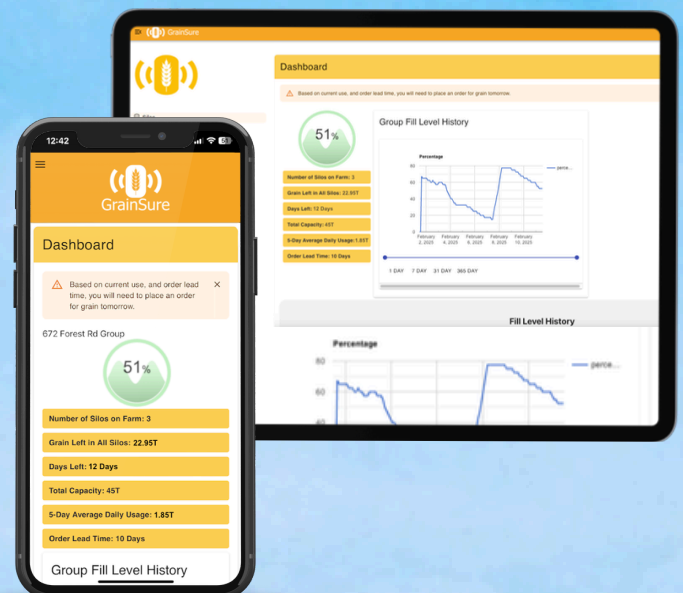 GrainSure
Dashboard
Based on current use, and order lead time, you will need to place an order for grain tomorrow.
51%
Number of Silos on Farm: 3
Grain Left in All Silos: 22.95T
Days Left: 12 Days
Total Capacity: 45T
5-Day Average Daily Usage: 1.85T
Order Lead Time: 10 Days
Group Fill Level History
Percentage
perce...
80
60
40
20
0
February 2, 2025
February 4, 2025
February 6, 2025
February 8, 2025
February 10, 2025
1 DAY 7 DAY 31 DAY 365 DAY
Fill Level History
Percentage
80
60
40
perce...
12:42
GrainSure
Dashboard
Based on current use, and order lead
time, you will need to place an order
for grain tomorrow.
672 Forest Rd Group
51%
Number of Silos on Farm: 3
Grain Left in All Silos: 22.95T
Days Left: 12 Days
Total Capacity: 45T
5-Day Average Daily Usage: 1.85T
Order Lead Time: 10 Days
Group Fill Level History